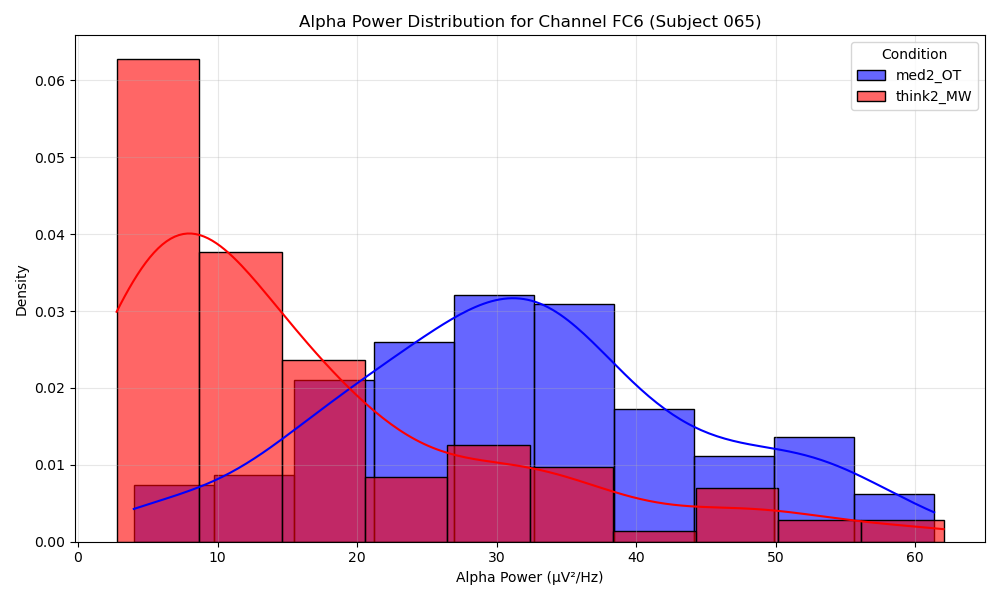 Alpha Power Distribution for Channel FC6 (Subject 065)
Condition
med2_OT
think2_MW
Density
0.06
0.05
0.04
0.03
0.02
0.01
0.00
0 10 20 30 40 50 60
Alpha Power (μV²/Hz)